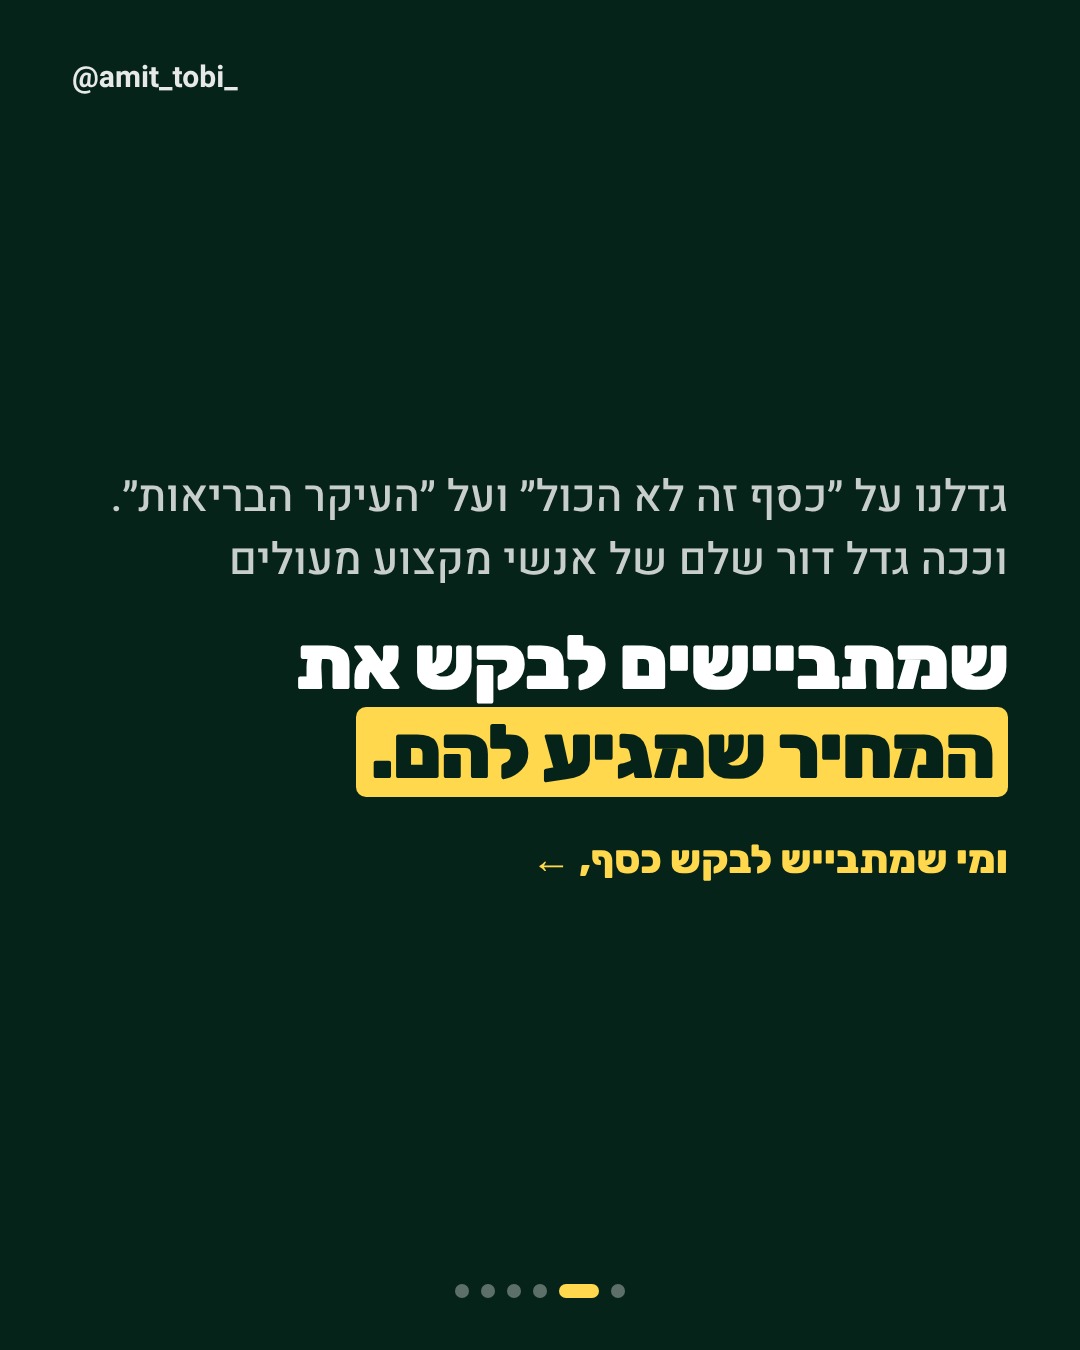 @amit_tobi_
גדלנו על ״כסף זה לא הכול״ ועל ״העיקר הבריאות״.
וככה גדל דור שלם של אנשי מקצוע מעולים
שמתביישים לבקש את
המחיר שמגיע להם.
ומי שמתבייש לבקש כסף, ←